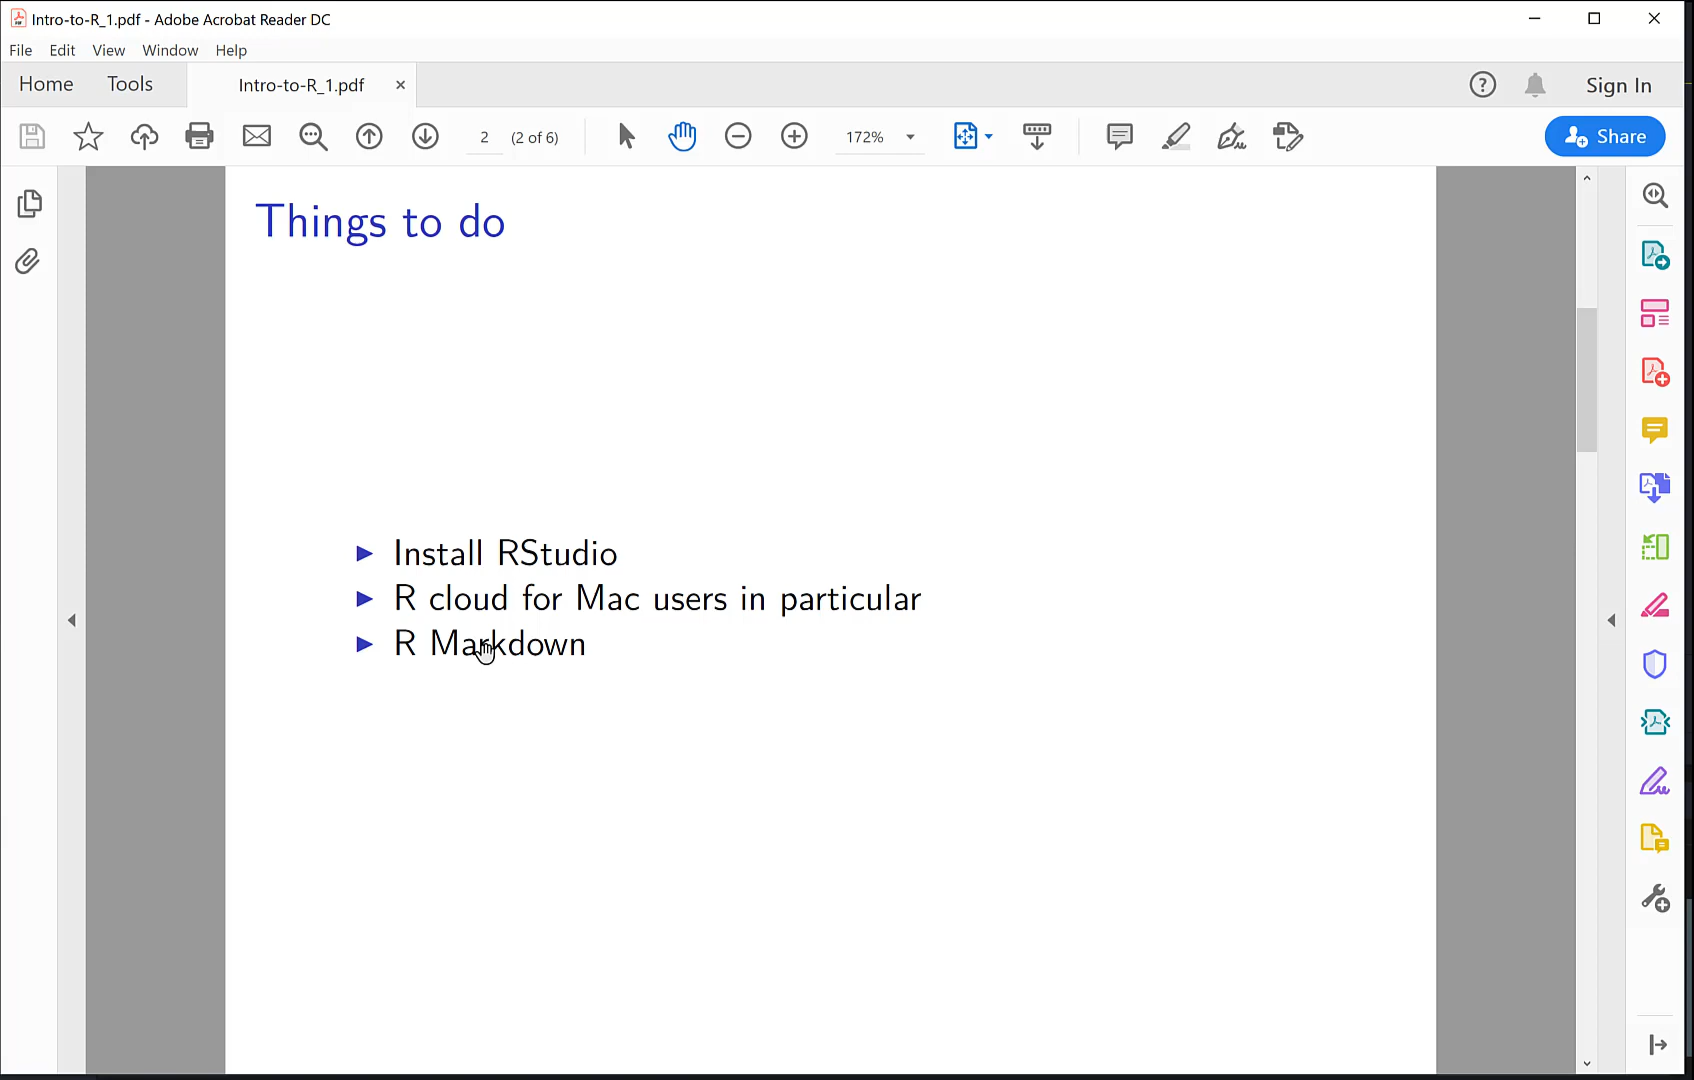 Intro-to-R_1.pdf - Adobe Acrobat Reader DC
File Edit View Window Help
Home Tools Intro-to-R_1.pdf × Sign In
2 (2 of 6) 172% Share
Things to do
Install RStudio
R cloud for Mac users in particular
R Markdown